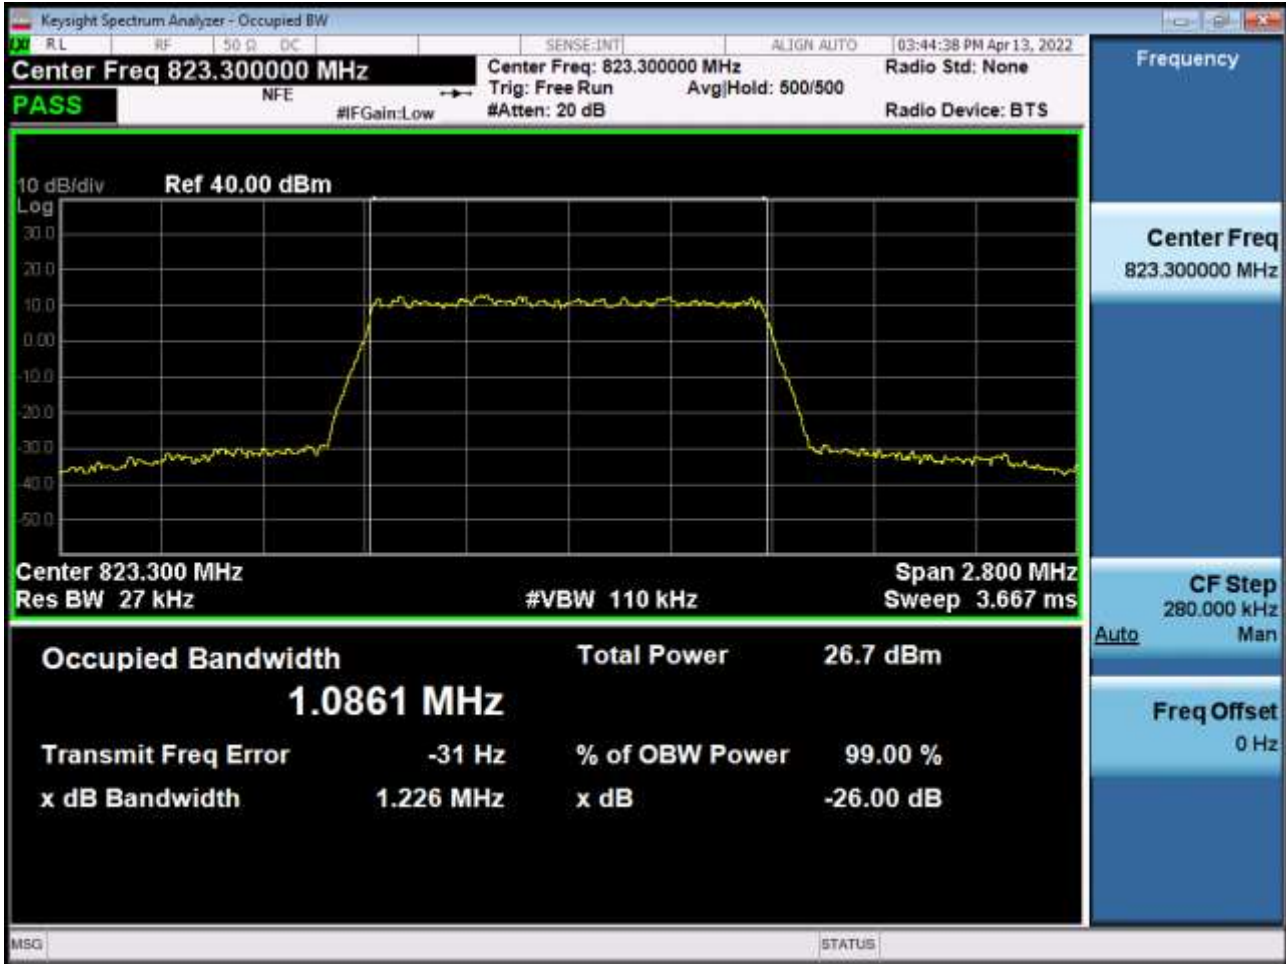 Keysight Spectrum Analyzer - Occupied BW
LXI RL RF 50 Ω DC SENSE:INT ALIGN AUTO 03:44:38 PM Apr 13, 2022
Center Freq 823.300000 MHz
Center Freq: 823.300000 MHz Radio Std: None
PASS NFE Trig: Free Run Avg|Hold: 500/500
#IFGain:Low #Atten: 20 dB Radio Device: BTS
10 dB/div Ref 40.00 dBm
Log
30.0
20.0
10.0
0.00
-10.0
-20.0
-30.0
-40.0
-50.0
Center 823.300 MHz Span 2.800 MHz
Res BW 27 kHz #VBW 110 kHz Sweep 3.667 ms
Occupied Bandwidth Total Power 26.7 dBm
1.0861 MHz
Transmit Freq Error -31 Hz % of OBW Power 99.00 %
x dB Bandwidth 1.226 MHz x dB -26.00 dB
MSG STATUS
Frequency
Center Freq
823.300000 MHz
CF Step
280.000 kHz
Auto Man
Freq Offset
0 Hz